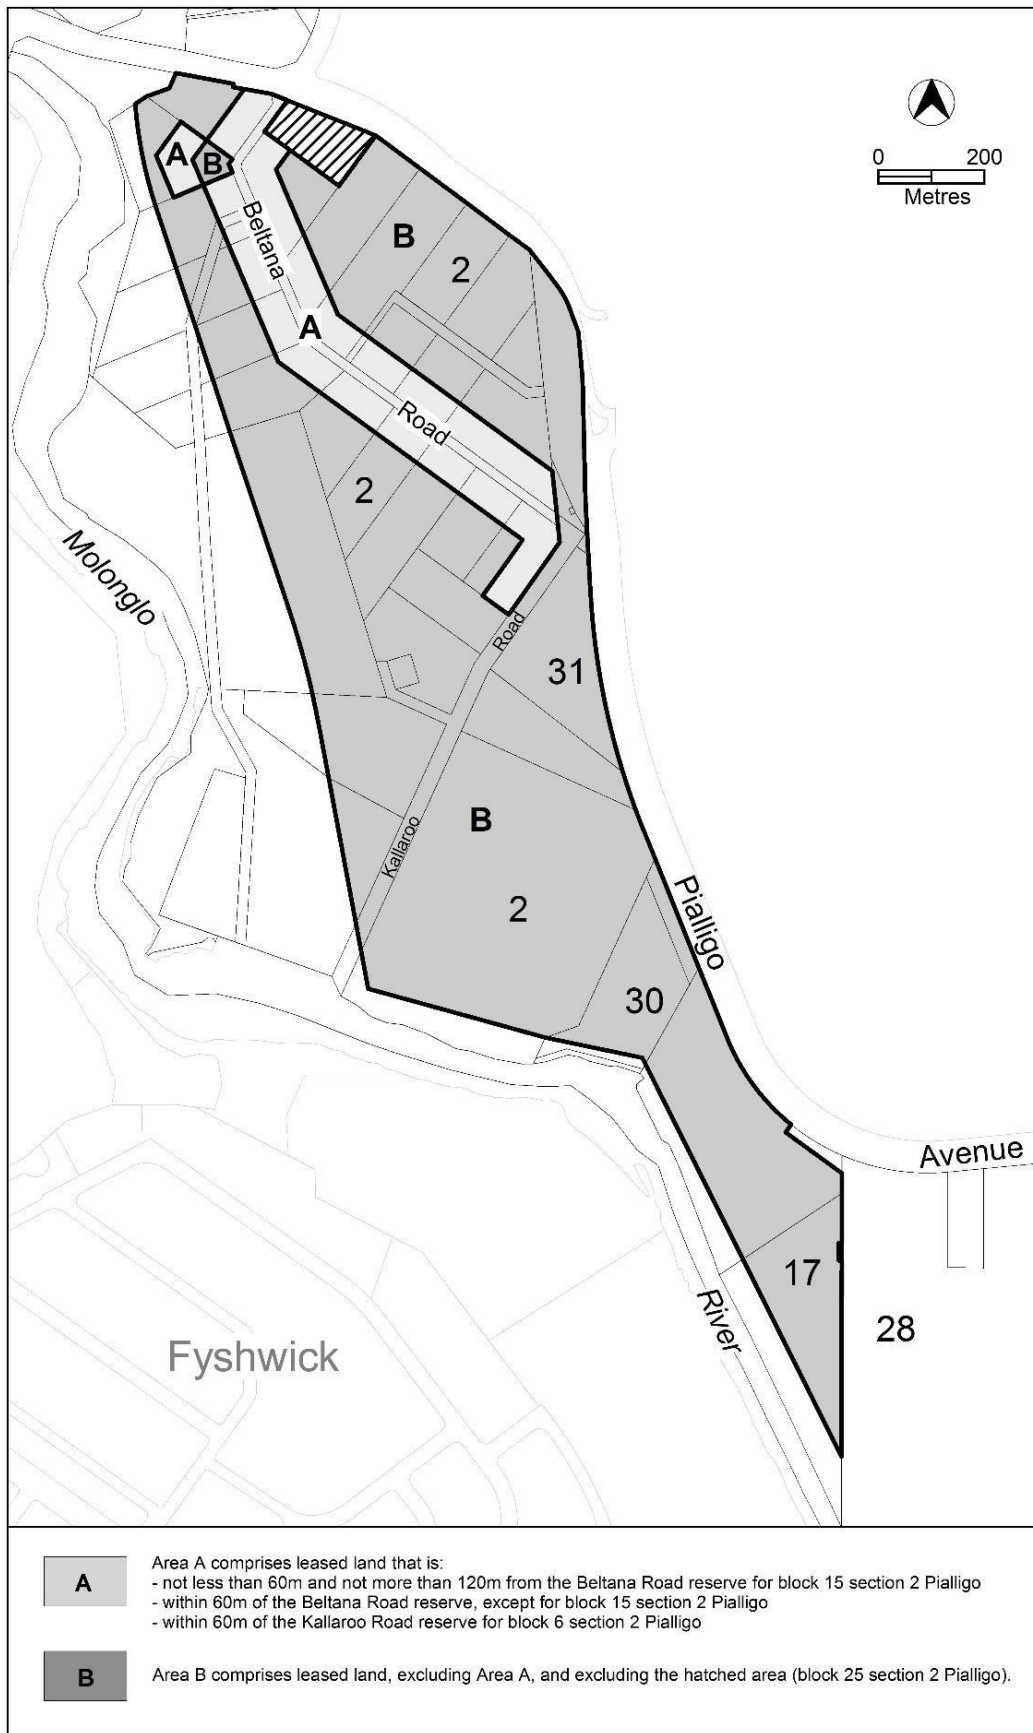 0 200
Metres
A
B
Beltana
B
2
A
Road
2
Molonglo
Road
31
B
Kallaroo
2
Pialligo
30
Avenue
17
River
28
Fyshwick
A
Area A comprises leased land that is:
- not less than 60m and not more than 120m from the Beltana Road reserve for block 15 section 2 Pialligo
- within 60m of the Beltana Road reserve, except for block 15 section 2 Pialligo
- within 60m of the Kallaroo Road reserve for block 6 section 2 Pialligo
B
Area B comprises leased land, excluding Area A, and excluding the hatched area (block 25 section 2 Pialligo).